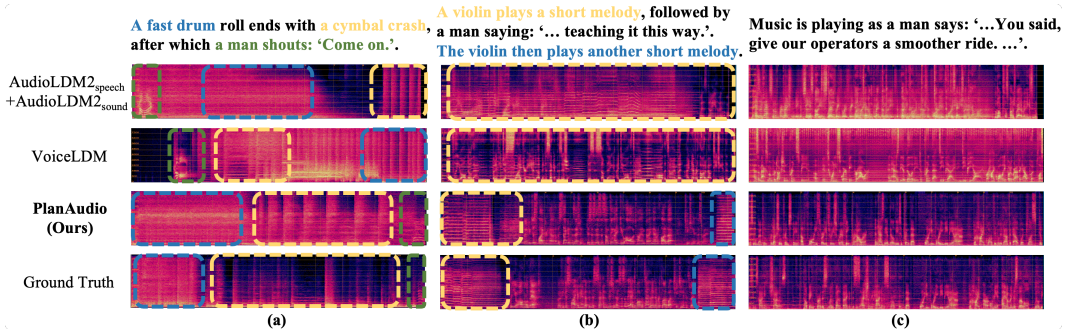 A fast drum roll ends with a cymbal crash,
after which a man shouts: ‘Come on.’.
A violin plays a short melody, followed by
a man saying: ‘… teaching it this way.’.
The violin then plays another short melody.
Music is playing as a man says: ‘…You said,
give our operators a smoother ride. …’.
AudioLDM2speech
+AudioLDM2sound
VoiceLDM
PlanAudio
(Ours)
Ground Truth
(a)
(b)
(c)